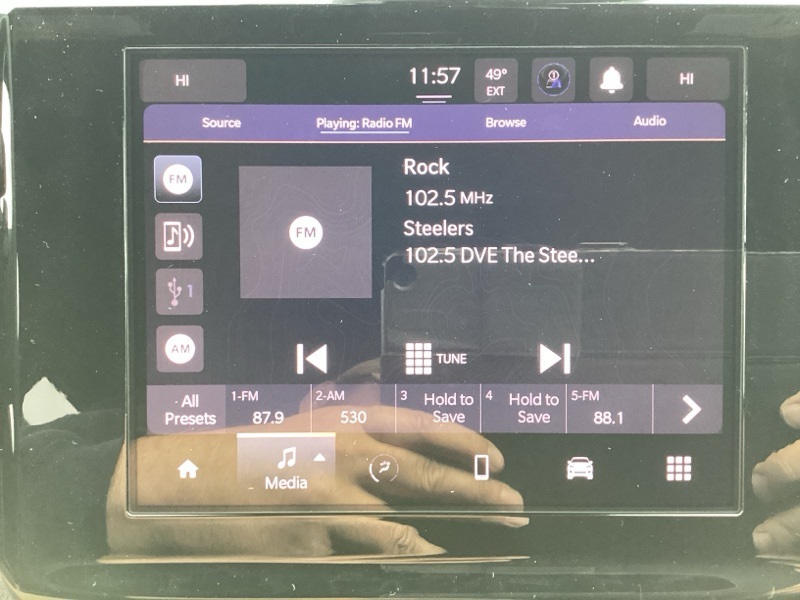 HI
11:57
49°
EXT
HI
Source
Playing: Radio FM
Browse
Audio
FM
Rock
102.5 MHz
Steelers
102.5 DVE The Stee...
FM
1
AM
TUNE
All
Presets
1-FM
87.9
2-AM
530
3
Hold to
Save
4
Hold to
Save
5-FM
88.1
Media